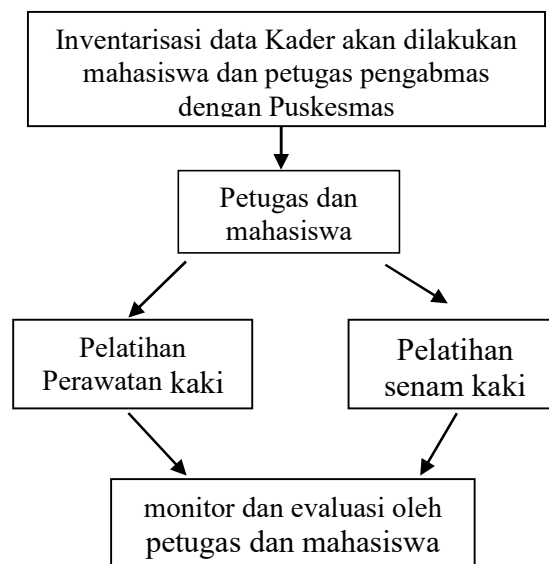 Inventarisasi data Kader akan dilakukan
mahasiswa dan petugas pengabmas
dengan Puskesmas
Petugas dan
mahasiswa
Pelatihan
Perawatan kaki
Pelatihan
senam kaki
monitor dan evaluasi oleh
petugas dan mahasiswa